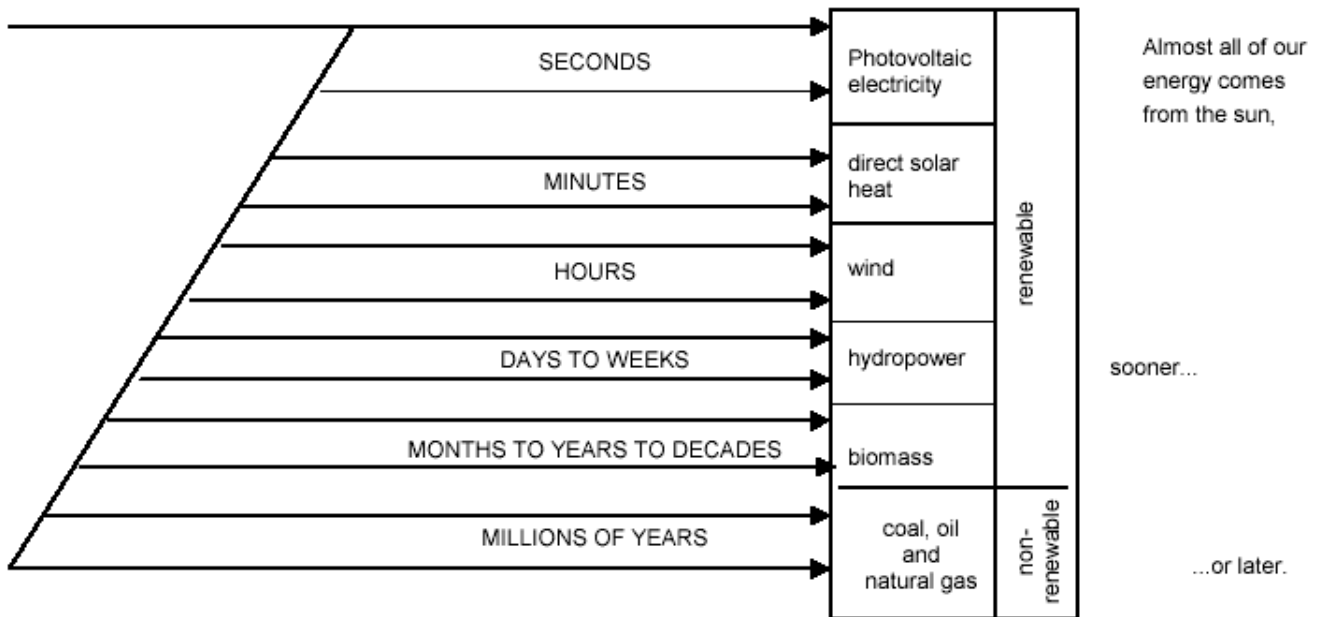 SECONDS
Photovoltaic
electricity
Almost all of our
energy comes
from the sun,
MINUTES
direct solar
heat
HOURS
wind
renewable
DAYS TO WEEKS
hydropower
sooner...
MONTHS TO YEARS TO DECADES
biomass
MILLIONS OF YEARS
coal, oil
and
natural gas
non-
renewable
...or later.